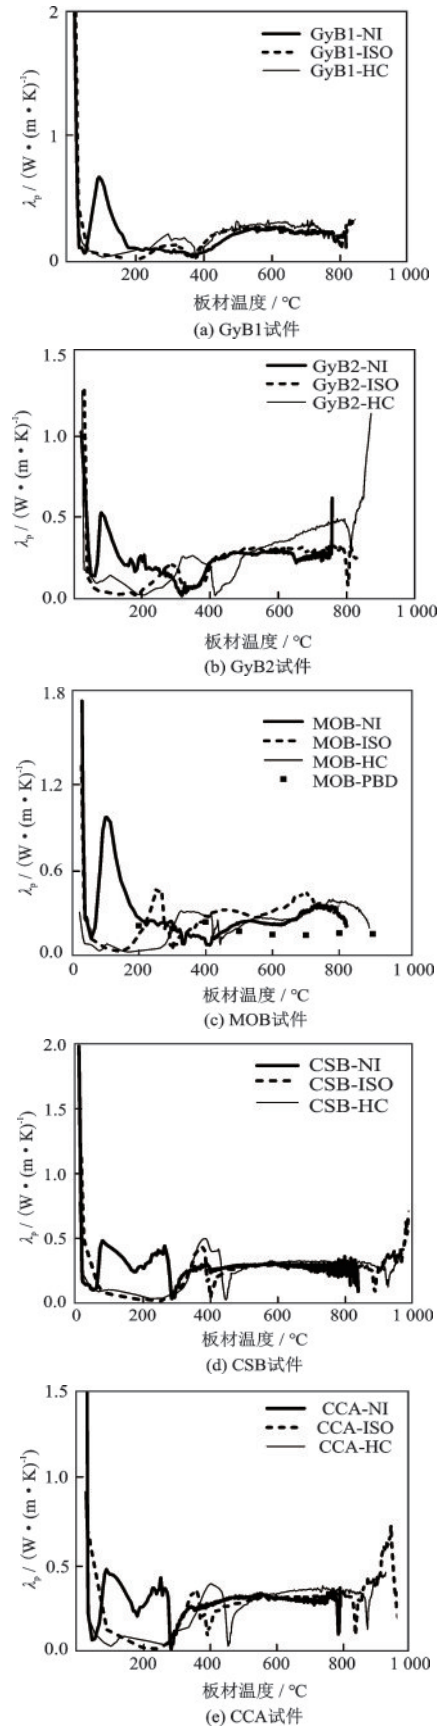 2
GyB1-NI
GyB1-ISO
GyB1-HC
λp / (W・(m・K)-1)
1
0
0 200 400 600 800 1 000
板材温度 / ℃
(a) GyB1试件
1.5
GyB2-NI
GyB2-ISO
GyB2-HC
λp / (W・(m・K)-1)
1.0
0.5
0.0
200 400 600 800 1 000
板材温度 / ℃
(b) GyB2试件
1.8
MOB-NI
MOB-ISO
MOB-HC
MOB-PBD
λp / (W・(m・K)-1)
1.2
0.6
0.0
0 200 400 600 800 1 000
板材温度 / ℃
(c) MOB试件
2.0
CSB-NI
CSB-ISO
CSB-HC
λp / (W・(m・K)-1)
1.5
1.0
0.5
0.0
0 200 400 600 800 1 000
板材温度 / ℃
(d) CSB试件
1.5
CCA-NI
CCA-ISO
CCA-HC
λp / (W・(m・K)-1)
1.0
0.5
0.0
0 200 400 600 800 1 000
板材温度 / ℃
(e) CCA试件